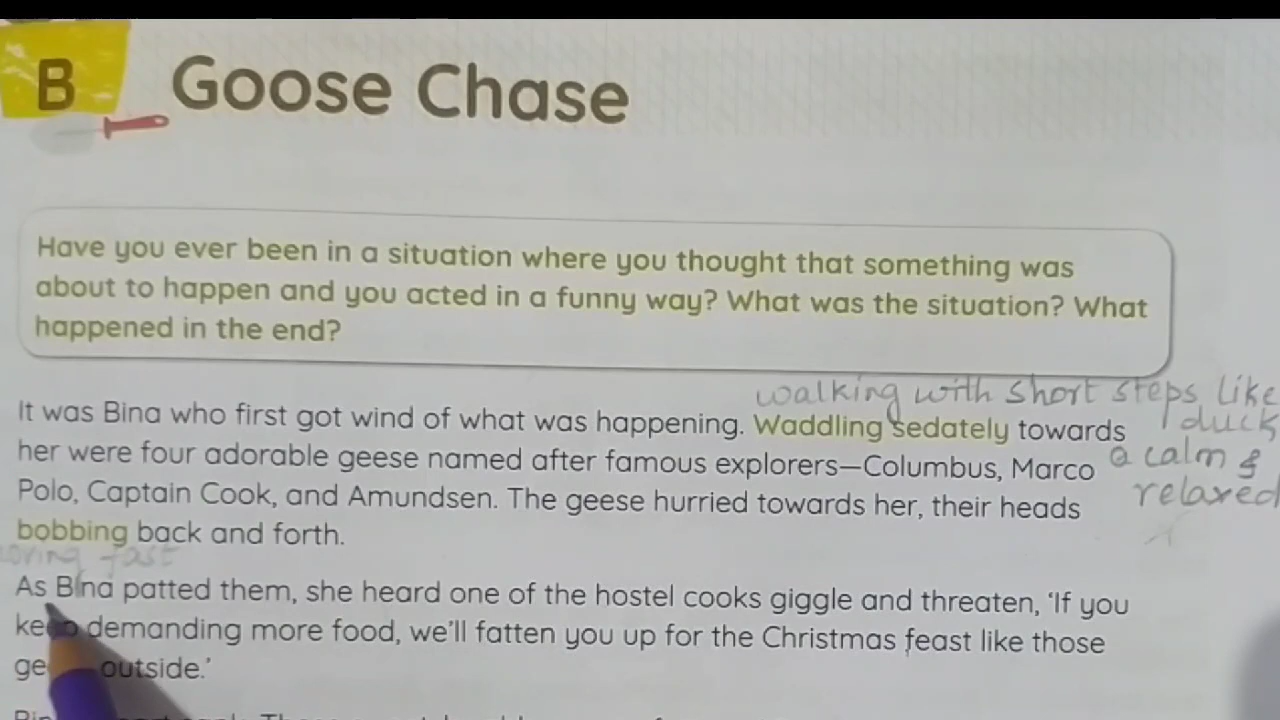 B Goose Chase
Have you ever been in a situation where you thought that something was
about to happen and you acted in a funny way? What was the situation? What
happened in the end?
walking with short steps like
duck
It was Bina who first got wind of what was happening. Waddling sedately towards
a calm &
her were four adorable geese named after famous explorers—Columbus, Marco
relaxed
Polo, Captain Cook, and Amundsen. The geese hurried towards her, their heads
bobbing back and forth.
fast
As Bina patted them, she heard one of the hostel cooks giggle and threaten, 'If you
demanding more food, we'll fatten you up for the Christmas feast like those
outside.'